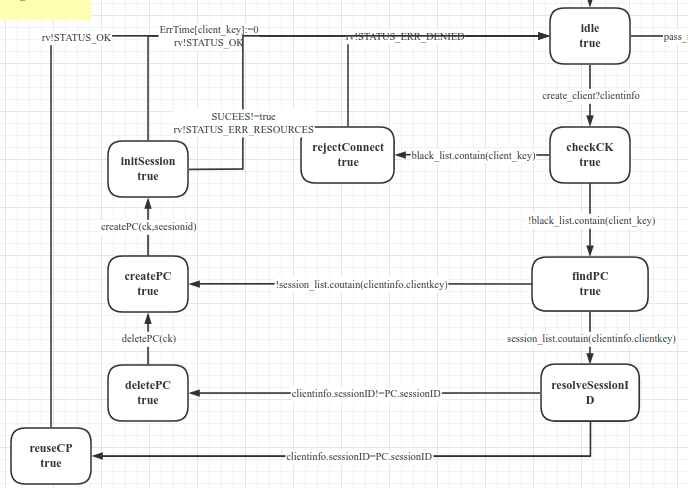 idle
true
rv!STATUS_OK
ErrTime[client_key]:=0
rv!STATUS_OK
rv!STATUS_ERR_DENIED
pass_
create_client?clientinfo
SUCEES!=true
rv!STATUS_ERR_RESOURCES
initSession
true
rejectConnect
true
black_list.contain(client_key)
checkCK
true
createPC(ck,seesionid)
!black_list.contain(client_key)
createPC
true
!session_list.coutain(clientinfo.clientkey)
findPC
true
deletePC(ck)
session_list.coutain(clientinfo.clientkey)
deletePC
true
clientinfo.sessionID!=PC.sessionID
resolveSessionI
D
reuseCP
true
clientinfo.sessionID=PC.sessionID